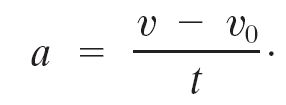 a = (v − v₀) / t .